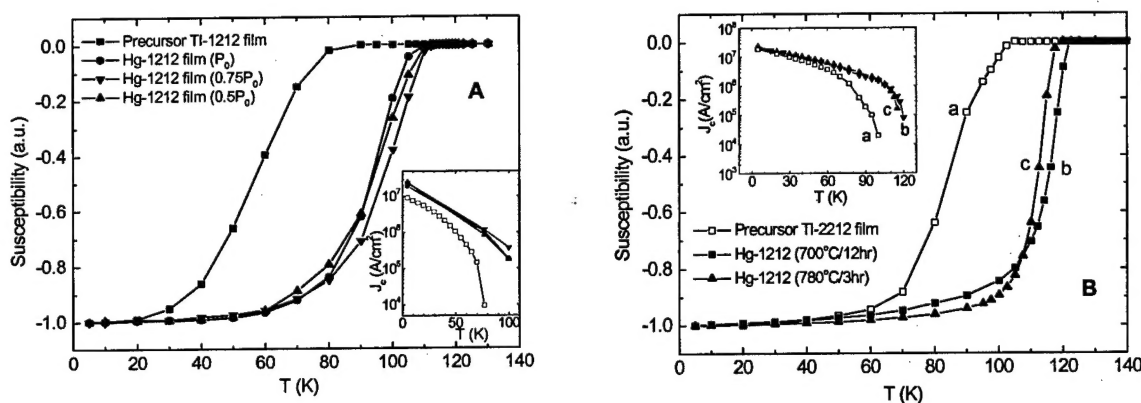 0.0
-0.2
-0.4
-0.6
-0.8
-1.0
Susceptibility (a.u.)
Precursor Tl-1212 film
Hg-1212 film (P₀)
Hg-1212 film (0.75P₀)
Hg-1212 film (0.5P₀)
A
10⁷
10⁶
10⁵
10⁴
J_c (A/cm²)
0
50
100
T (K)
0
20
40
60
80
100
120
140
T (K)
0.0
-0.2
-0.4
-0.6
-0.8
-1.0
Susceptibility (a.u.)
10⁸
10⁷
10⁶
10⁵
10⁴
10³
J_c(A/cm²)
0
30
60
90
120
T (K)
a
c
b
a
c
b
Precursor Tl-2212 film
Hg-1212 (700°C/12hr)
Hg-1212 (780°C/3hr)
B
0
20
40
60
80
100
120
140
T (K)